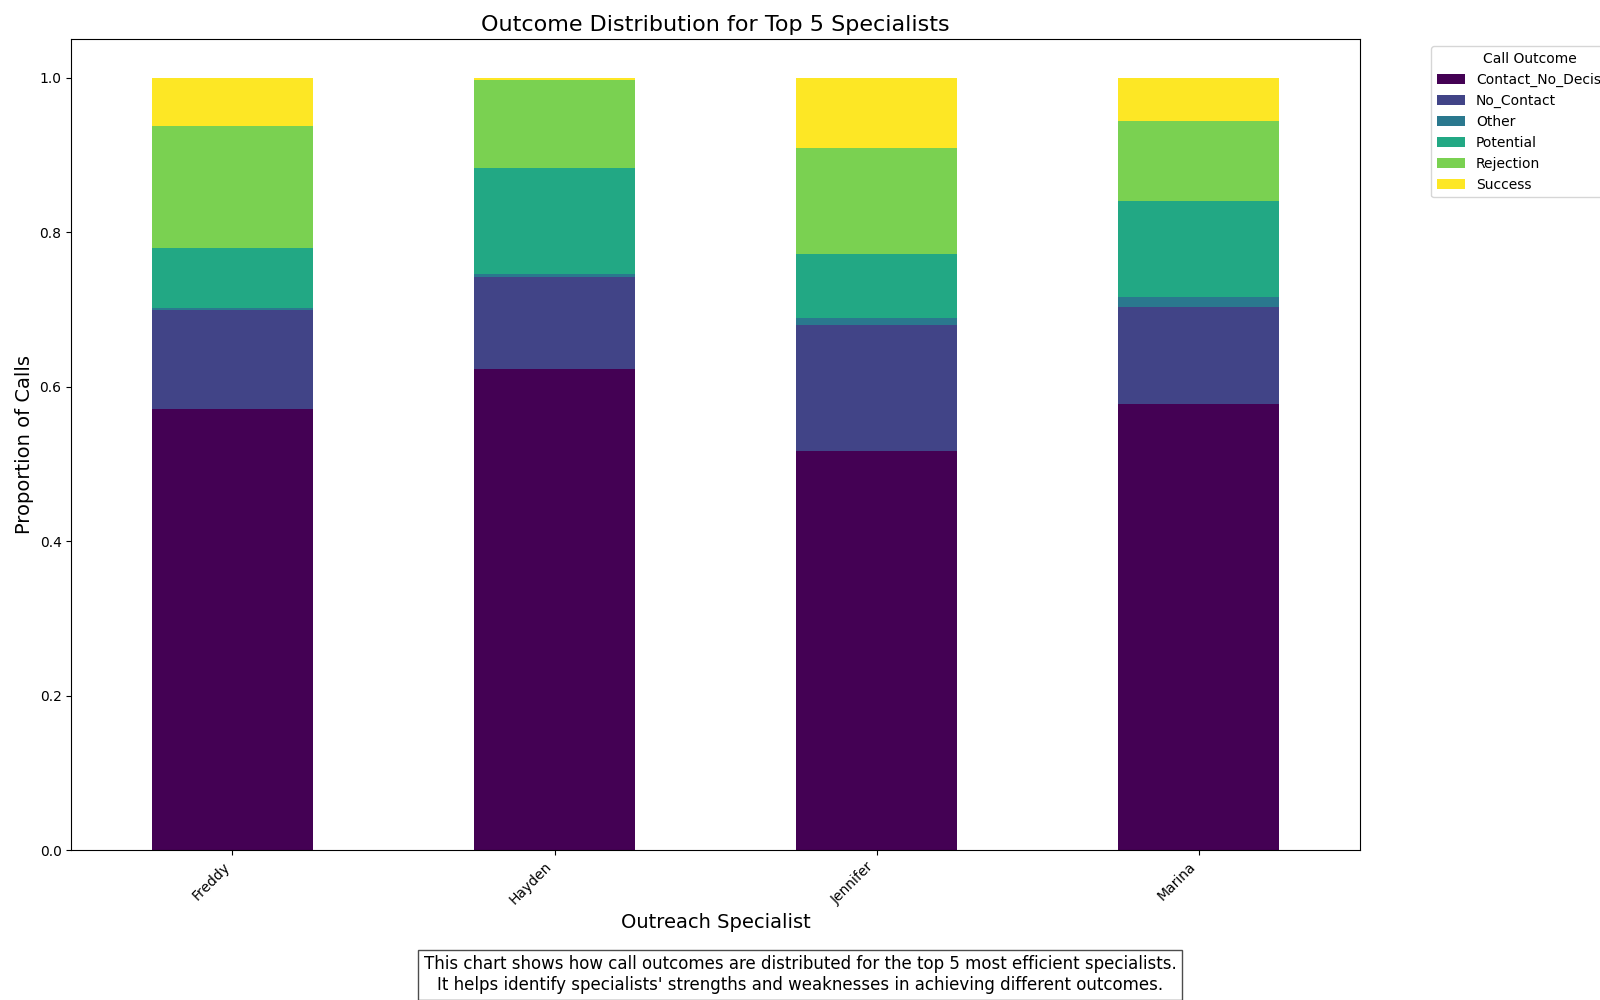 Outcome Distribution for Top 5 Specialists
Call Outcome
Contact_No_Decis
No_Contact
Other
Potential
Rejection
Success
Proportion of Calls
1.0
0.8
0.6
0.4
0.2
0.0
Freddy
Hayden
Jennifer
Marina
Outreach Specialist
This chart shows how call outcomes are distributed for the top 5 most efficient specialists.
It helps identify specialists' strengths and weaknesses in achieving different outcomes.